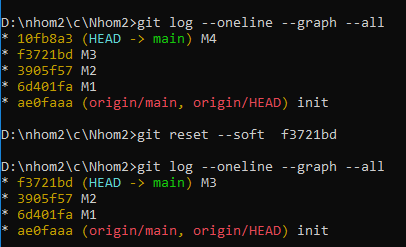 D:\nhom2\c\Nhom2>git log --oneline --graph --all
* 10fb8a3 (HEAD -> main) M4
* f3721bd M3
* 3905f57 M2
* 6d401fa M1
* ae0faaa (origin/main, origin/HEAD) init
D:\nhom2\c\Nhom2>git reset --soft  f3721bd
D:\nhom2\c\Nhom2>git log --oneline --graph --all
* f3721bd (HEAD -> main) M3
* 3905f57 M2
* 6d401fa M1
* ae0faaa (origin/main, origin/HEAD) init